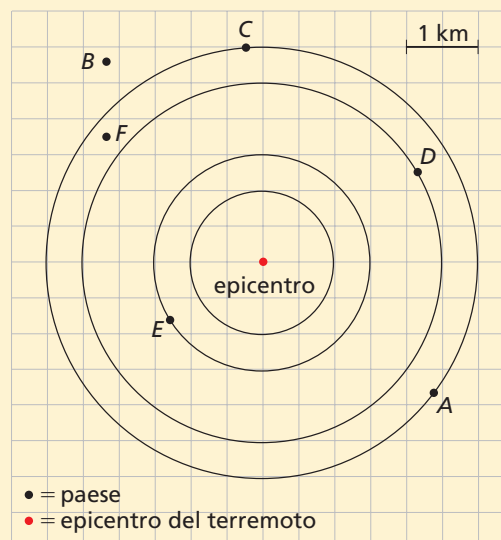 C
1 km
B
F
D
epicentro
E
A
• = paese
• = epicentro del terremoto